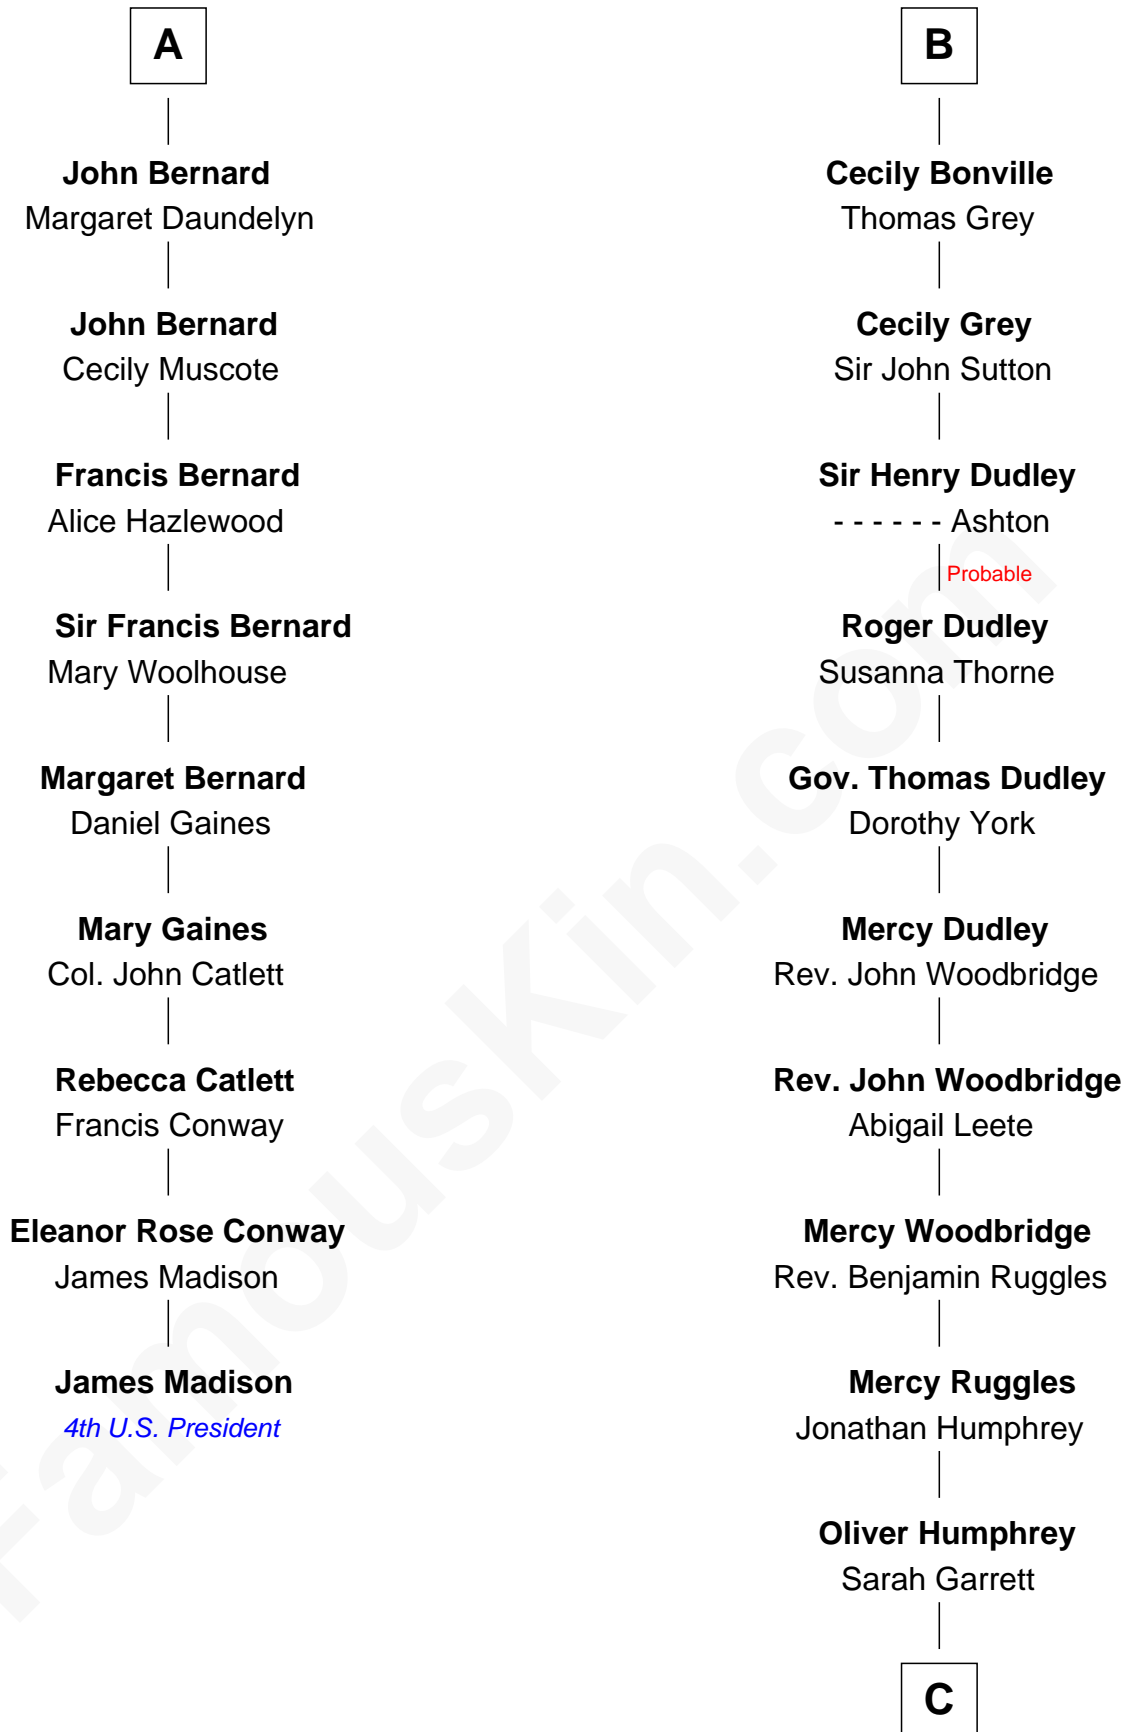 A
John Bernard
Margaret Daundelyn
John Bernard
Cecily Muscote
Francis Bernard
Alice Hazlewood
Sir Francis Bernard
Mary Woolhouse
Margaret Bernard
Daniel Gaines
Mary Gaines
Col. John Catlett
Rebecca Catlett
Francis Conway
Eleanor Rose Conway
James Madison
James Madison
4th U.S. President
B
Cecily Bonville
Thomas Grey
Cecily Grey
Sir John Sutton
Sir Henry Dudley
- - - - - - Ashton
Probable
Roger Dudley
Susanna Thorne
Gov. Thomas Dudley
Dorothy York
Mercy Dudley
Rev. John Woodbridge
Rev. John Woodbridge
Abigail Leete
Mercy Woodbridge
Rev. Benjamin Ruggles
Mercy Ruggles
Jonathan Humphrey
Oliver Humphrey
Sarah Garrett
C
FamousKin.com